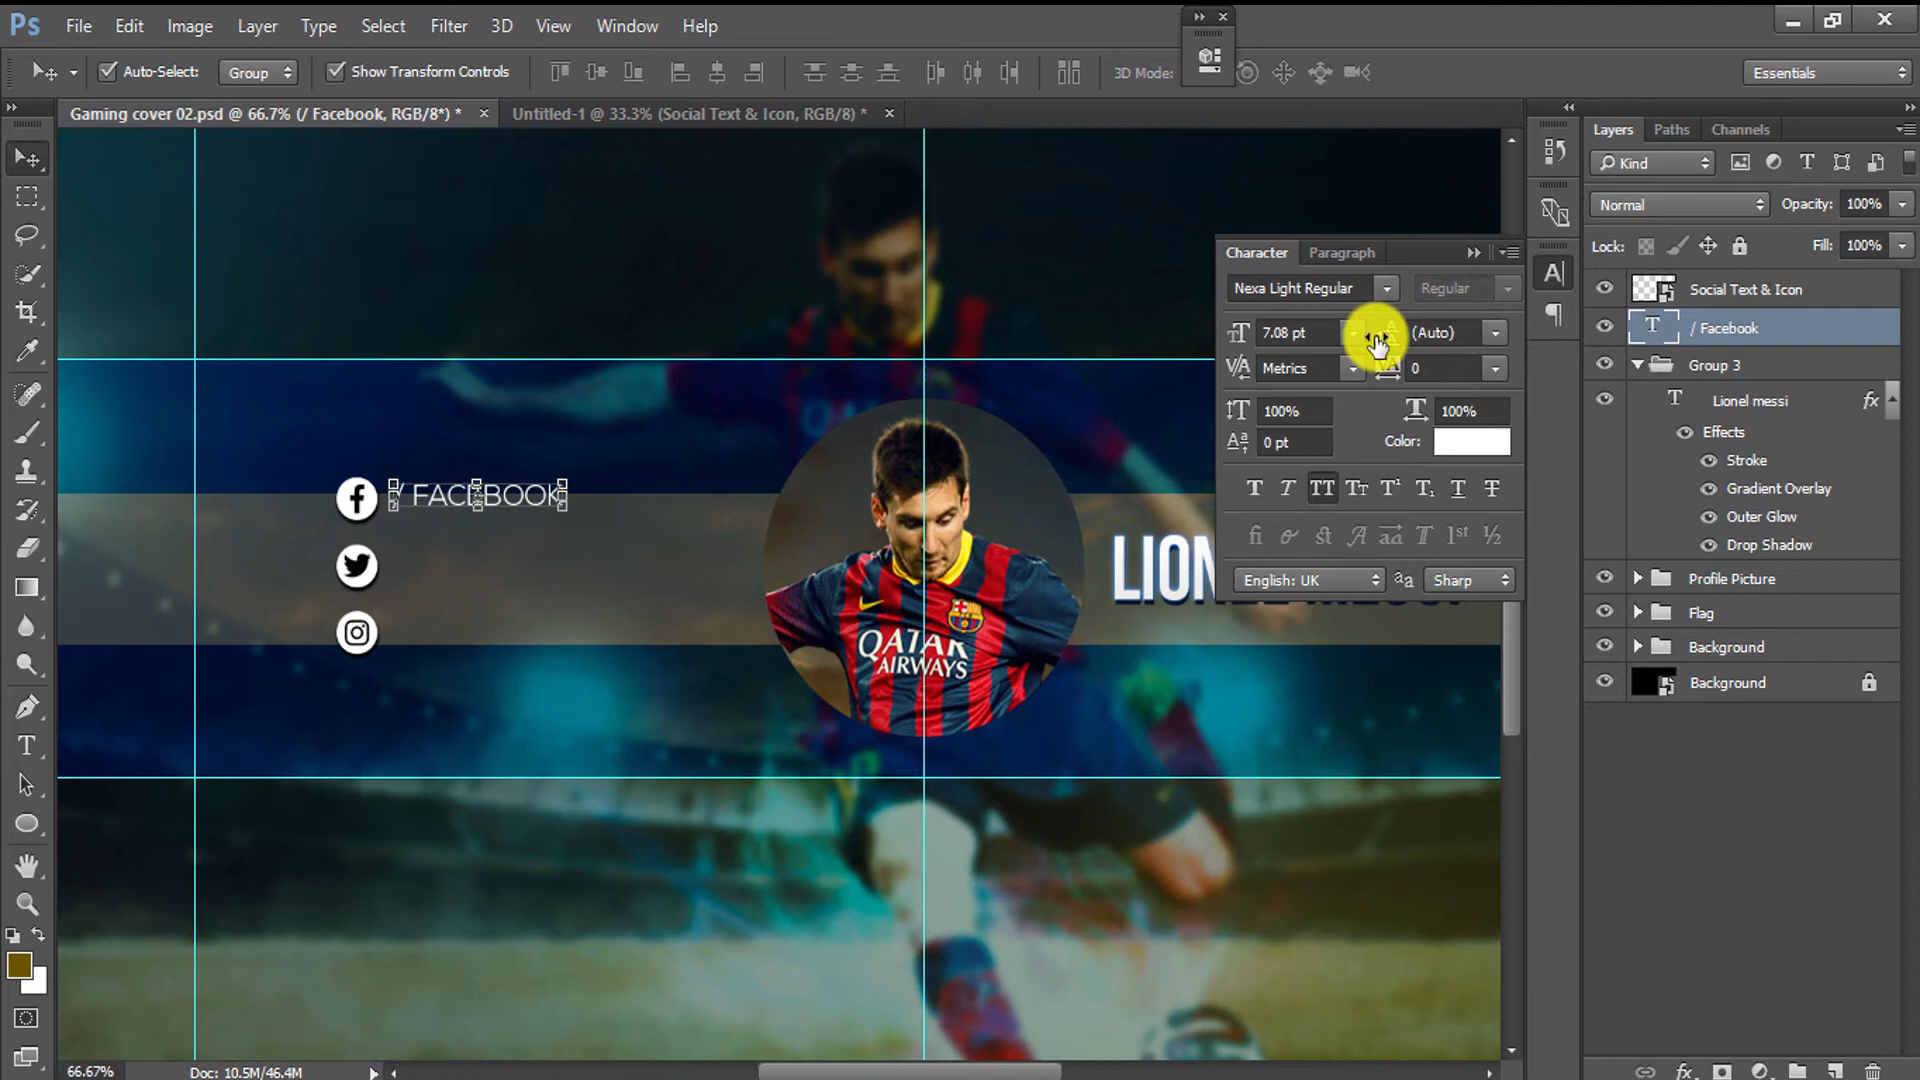 Ps File Edit Image Layer Type Select Filter 3D View Window Help
Auto-Select: Group Show Transform Controls 3D Mode: Essentials
Gaming cover 02.psd @ 66.7% (/ Facebook, RGB/8*) * Untitled-1 @ 33.3% (Social Text & Icon, RGB/8) *
Layers Paths Channels
Kind
Normal Opacity: 100%
Lock: Fill: 100%
Character Paragraph
Nexa Light Regular Regular
7.08 pt (Auto)
Metrics 0
100% 100%
0 pt Color:
English: UK Sharp
Social Text & Icon
/ Facebook
Group 3
Lionel messi fx
Effects
Stroke
Gradient Overlay
Outer Glow
Drop Shadow
Profile Picture
Flag
Background
Background
/ FACEBOOK
QATAR
AIRWAYS
66.67% Doc: 10.5M/46.4M